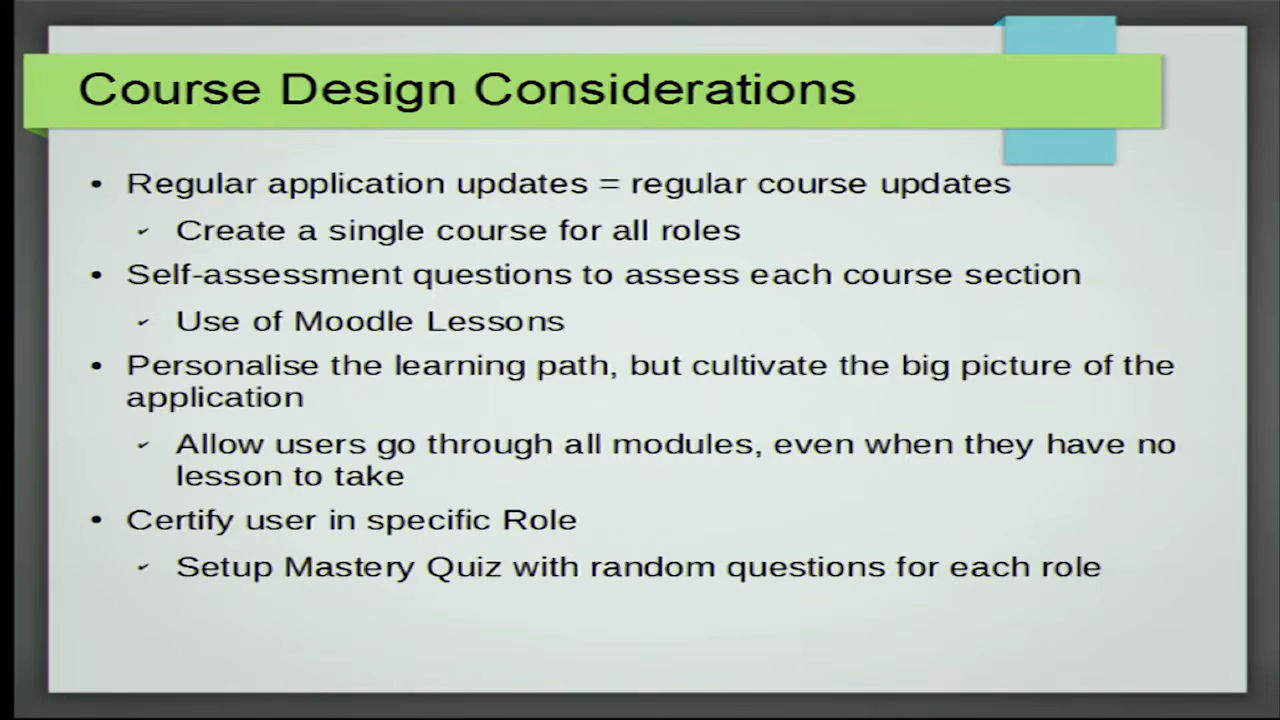 Course Design Considerations
• Regular application updates = regular course updates
✓ Create a single course for all roles
• Self-assessment questions to assess each course section
✓ Use of Moodle Lessons
• Personalise the learning path, but cultivate the big picture of the
application
✓ Allow users go through all modules, even when they have no
lesson to take
• Certify user in specific Role
✓ Setup Mastery Quiz with random questions for each role